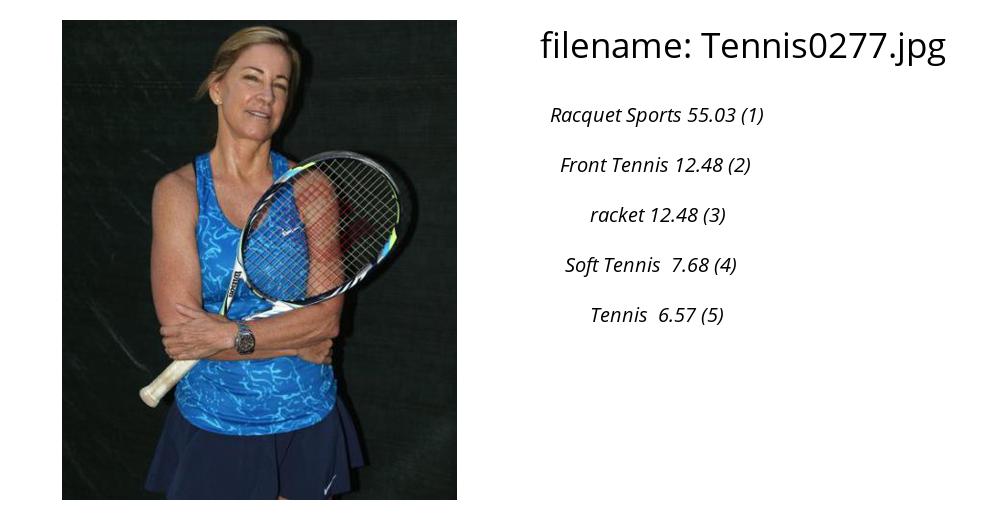 filename: Tennis0277.jpg
Racquet Sports 55.03 (1)
Front Tennis 12.48 (2)
racket 12.48 (3)
Soft Tennis 7.68 (4)
Tennis 6.57 (5)
Wilson